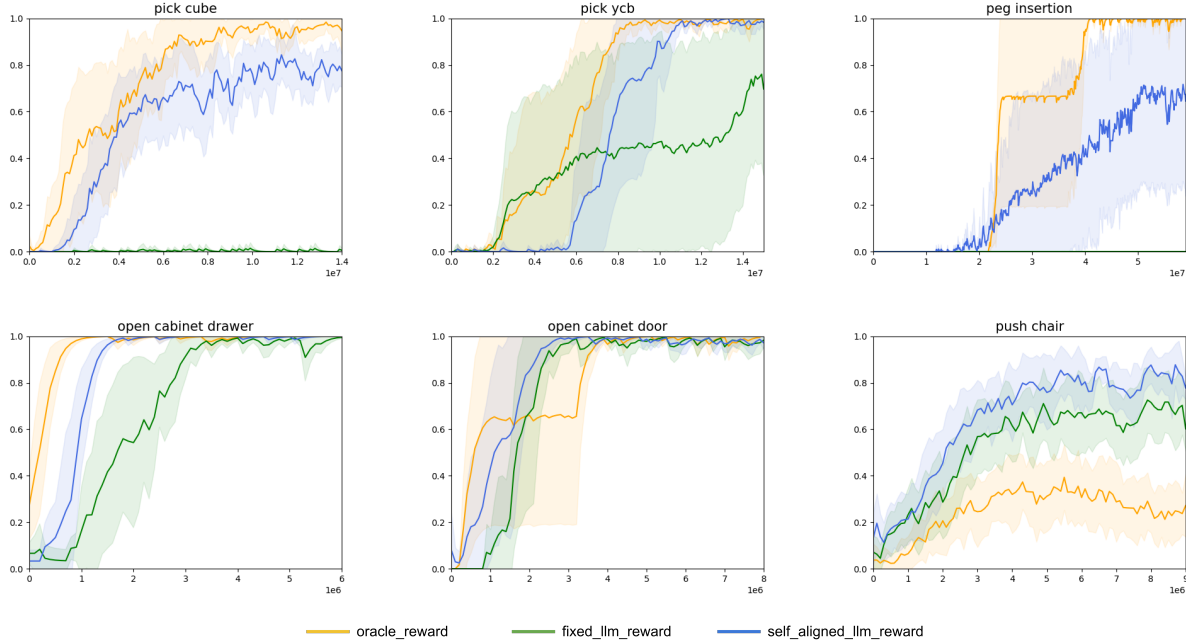 pick cube
1.0
0.8
0.6
0.4
0.2
0.0
0.0 0.2 0.4 0.6 0.8 1.0 1.2 1.4
1e7
pick ycb
1.0
0.8
0.6
0.4
0.2
0.0
0.0 0.2 0.4 0.6 0.8 1.0 1.2 1.4
1e7
peg insertion
1.0
0.8
0.6
0.4
0.2
0.0
0 1 2 3 4 5
1e7
open cabinet drawer
1.0
0.8
0.6
0.4
0.2
0.0
0 1 2 3 4 5 6
1e6
open cabinet door
1.0
0.8
0.6
0.4
0.2
0.0
0 1 2 3 4 5 6 7 8
1e6
push chair
1.0
0.8
0.6
0.4
0.2
0.0
0 1 2 3 4 5 6 7 8 9
1e6
oracle_reward fixed_llm_reward self_aligned_llm_reward